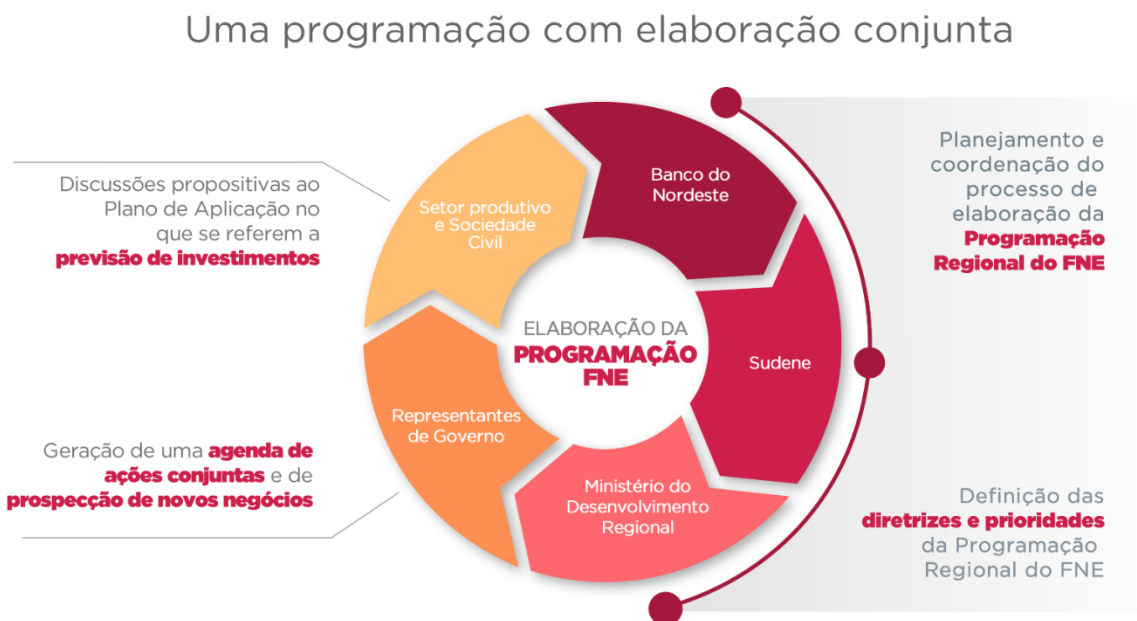 Uma programação com elaboração conjunta
Discussões propositivas ao
Plano de Aplicação no
que se referem a
previsão de investimentos
Geração de uma agenda de
ações conjuntas e de
prospecção de novos negócios
Setor produtivo
e Sociedade
Civil
Banco do
Nordeste
Sudene
Ministério do
Desenvolvimento
Regional
Representantes
de Governo
ELABORAÇÃO DA
PROGRAMAÇÃO
FNE
Planejamento e
coordenação do
processo de
elaboração da
Programação
Regional do FNE
Definição das
diretrizes e prioridades
da Programação
Regional do FNE